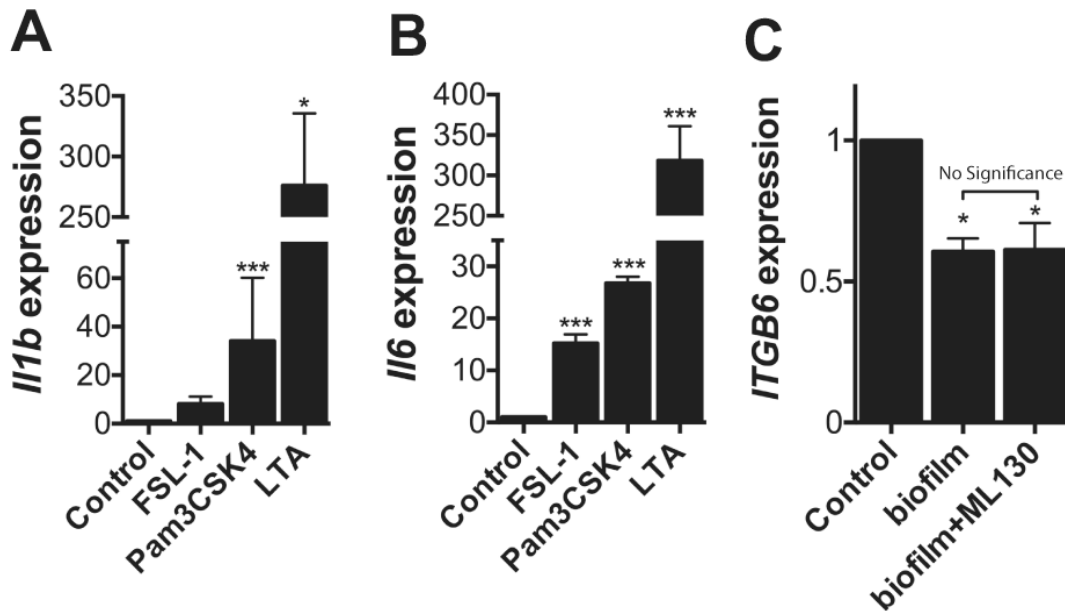 A
Il1b expression
350
300
250
60
40
20
0
*
***
Control
FSL-1
Pam3CSK4
LTA
B
Il6 expression
400
350
300
250
200
30
20
10
0
***
***
***
Control
FSL-1
Pam3CSK4
LTA
C
ITGB6 expression
1
0.5
0
No Significance
*
*
Control
biofilm
biofilm+ML130